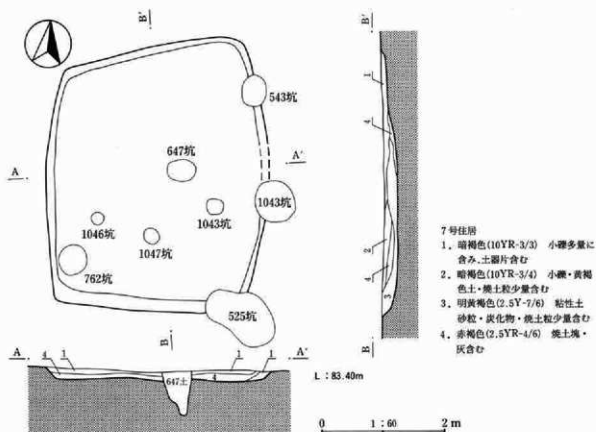 B'
543坑
647坑
A
A'
1043坑
1043坑
1046坑
1047坑
762坑
525坑
B
A
4
1
1
1
A'
647土
4
L:83.40m
0
1:60
2m
B'
1
4
2
4
3
B
7号住居
1. 暗褐色(10YR-3/3) 小礫多量に
含み、土器片含む
2. 暗褐色(10YR-3/4) 小礫・黄褐
色土・焼土粒少量含む
3. 明黄褐色(2.5Y-7/6) 粘性土
砂粒・炭化物・焼土粒少量含む
4. 赤褐色(2.5YR-4/6) 焼土塊・
灰含む